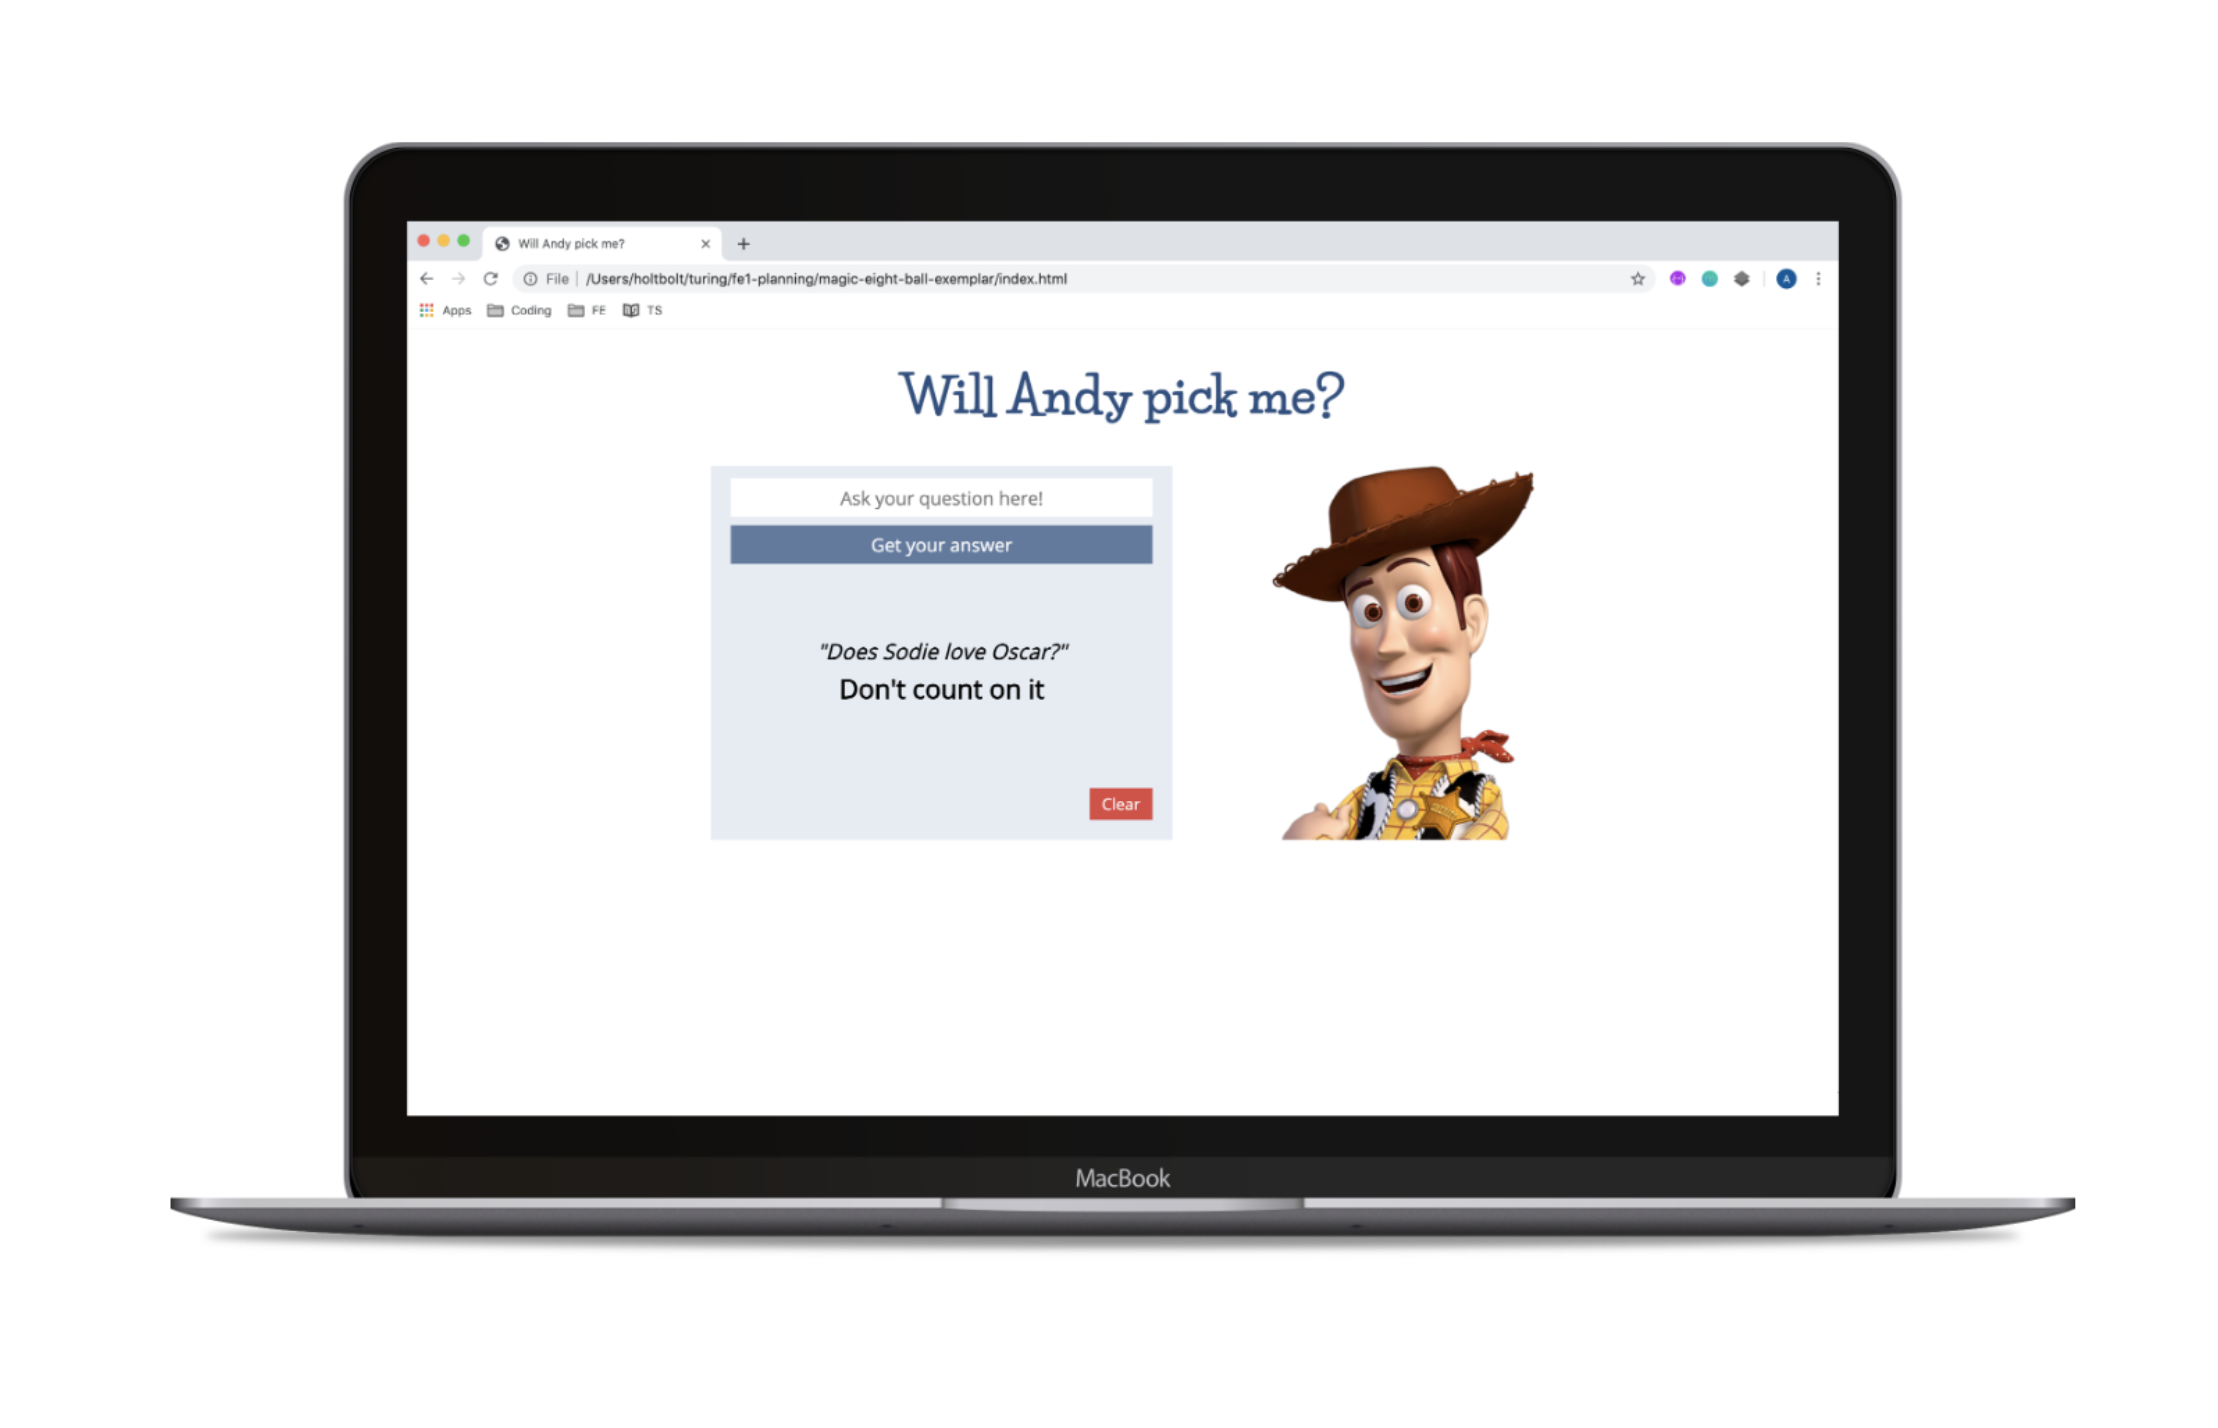 Will Andy pick me?
File | /Users/holtbolt/turing/fe1-planning/magic-eight-ball-exemplar/index.html
A
Apps Coding FE TS
Will Andy pick me?
Ask your question here!
Get your answer
"Does Sodie love Oscar?"
Don't count on it
Clear
MacBook